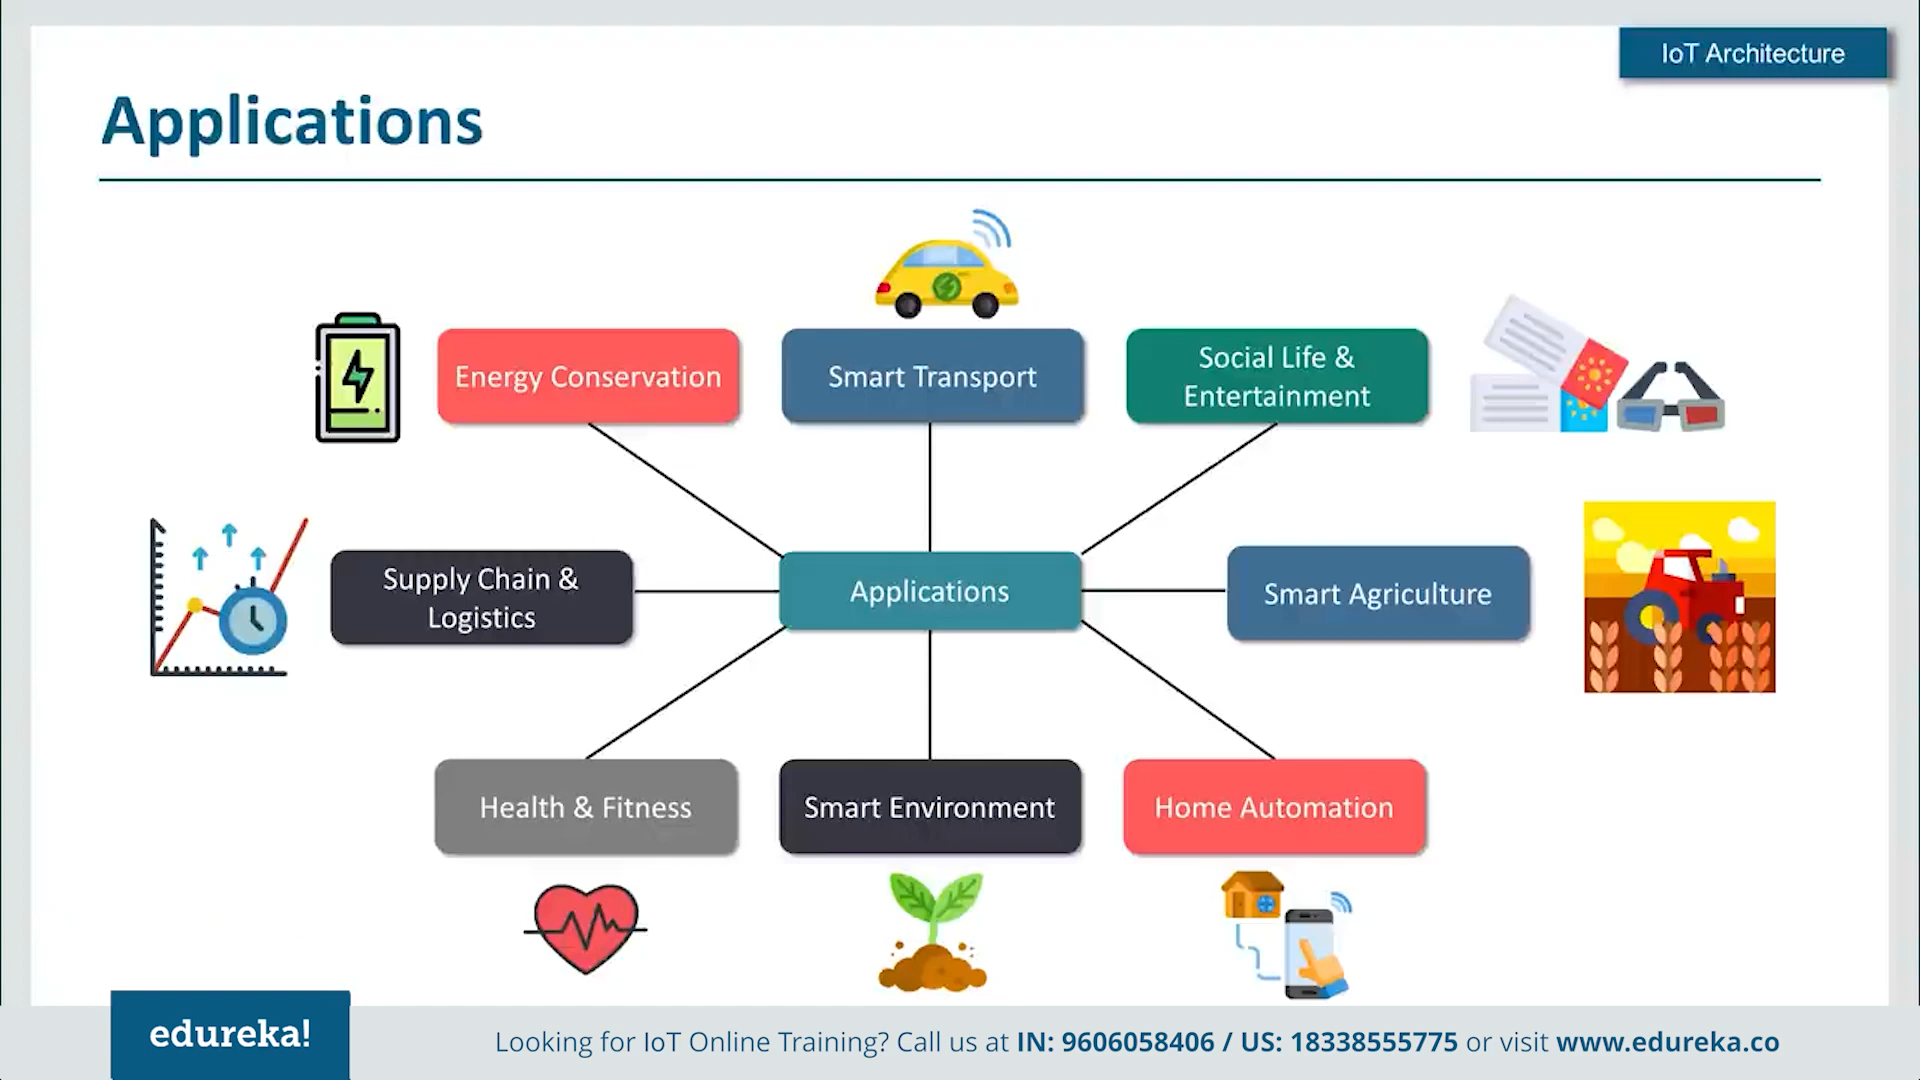 IoT Architecture
Applications
Energy Conservation
Smart Transport
Social Life &
Entertainment
Supply Chain &
Logistics
Applications
Smart Agriculture
Health & Fitness
Smart Environment
Home Automation
edureka!
Looking for IoT Online Training? Call us at IN: 9606058406 / US: 18338555775 or visit www.edureka.co